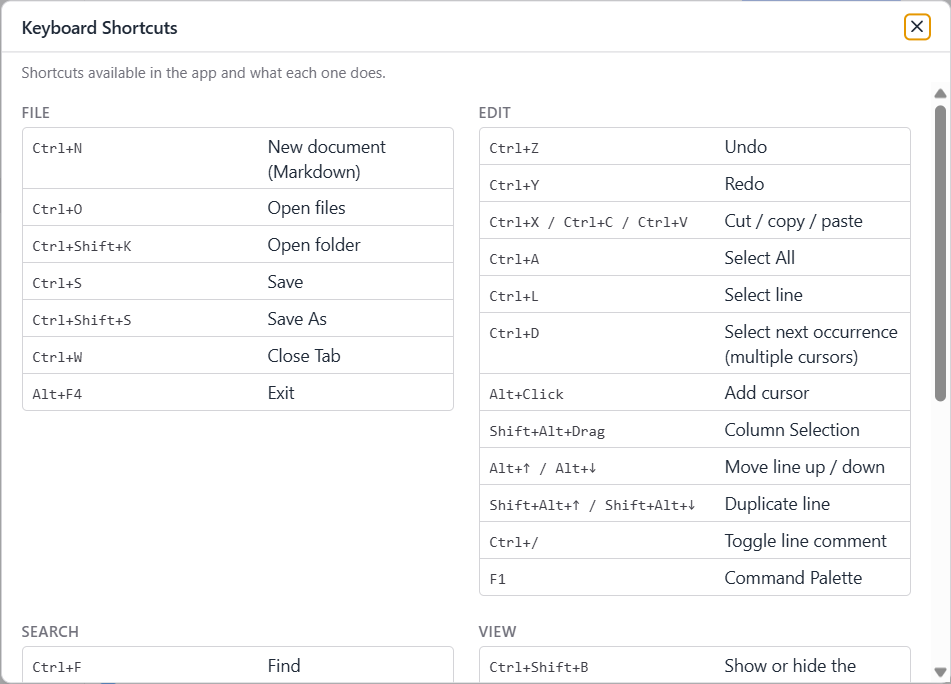 Keyboard Shortcuts
Shortcuts available in the app and what each one does.
FILE
Ctrl+N New document
(Markdown)
Ctrl+O Open files
Ctrl+Shift+K Open folder
Ctrl+S Save
Ctrl+Shift+S Save As
Ctrl+W Close Tab
Alt+F4 Exit
EDIT
Ctrl+Z Undo
Ctrl+Y Redo
Ctrl+X / Ctrl+C / Ctrl+V Cut / copy / paste
Ctrl+A Select All
Ctrl+L Select line
Ctrl+D Select next occurrence
(multiple cursors)
Alt+Click Add cursor
Shift+Alt+Drag Column Selection
Alt+↑ / Alt+↓ Move line up / down
Shift+Alt+↑ / Shift+Alt+↓ Duplicate line
Ctrl+/ Toggle line comment
F1 Command Palette
SEARCH
Ctrl+F Find
VIEW
Ctrl+Shift+B Show or hide the